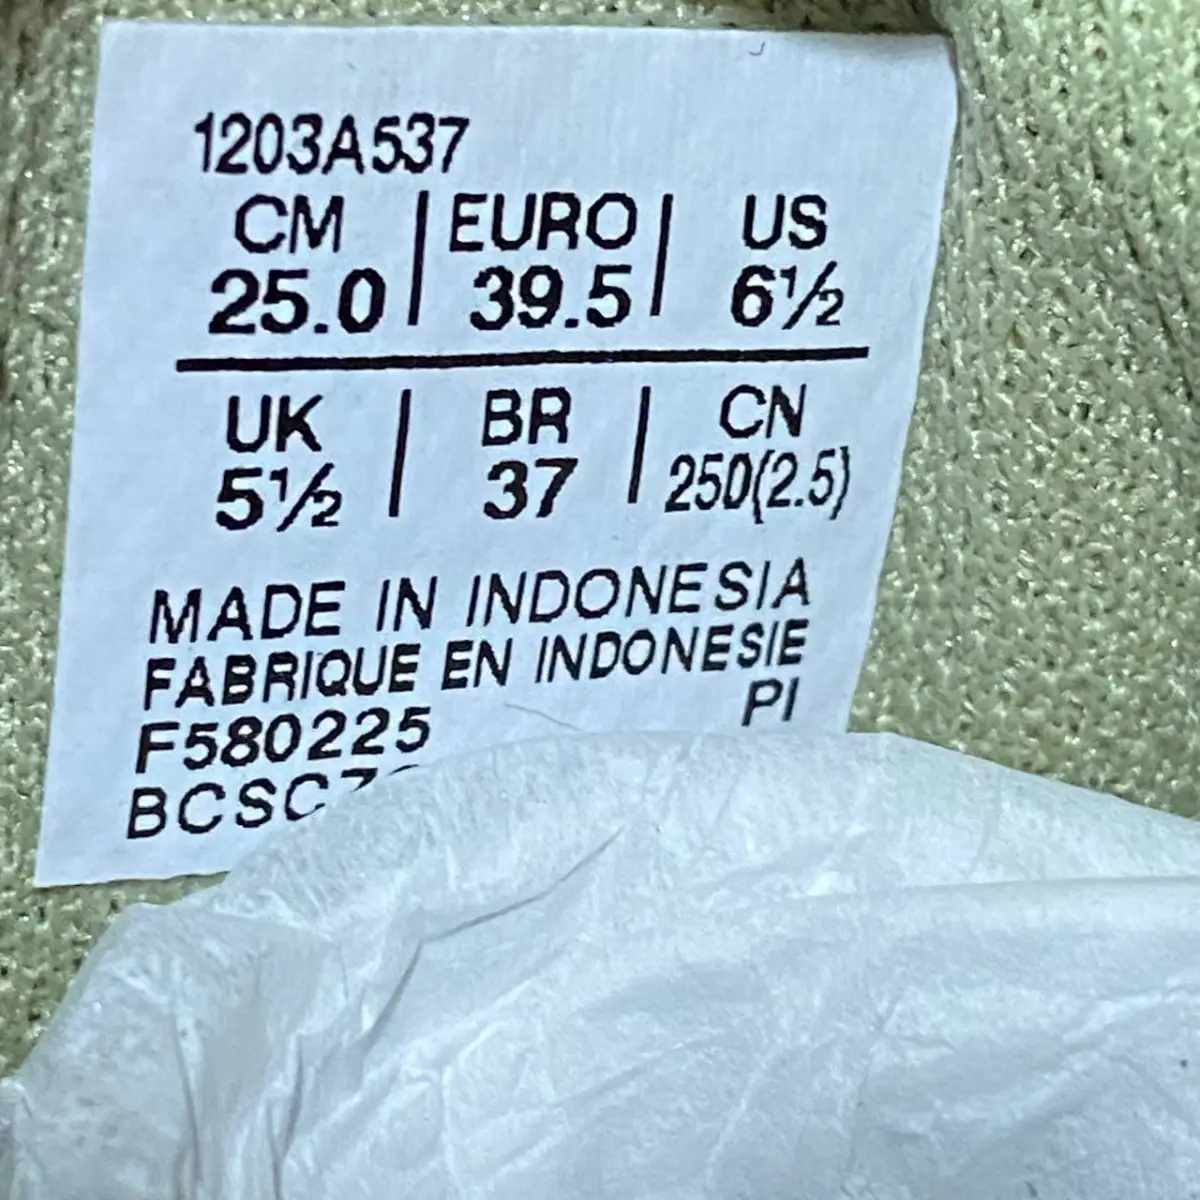 1203A537
CM | EURO | US
25.0 | 39.5 | 6½
UK | BR | CN
5½ | 37 | 250(2.5)
MADE IN INDONESIA
FABRIQUE EN INDONESIE
F580225 PI